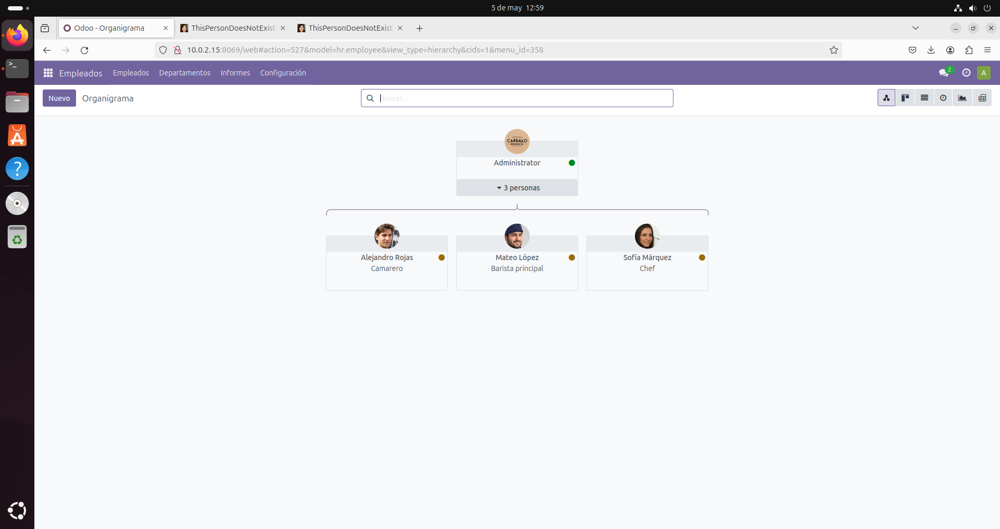 5 de may 12:59
Odoo - Organigrama
ThisPersonDoesNotExist
ThisPersonDoesNotExist
10.0.2.15:8069/web#action=527&model=hr.employee&view_type=hierarchy&cids=1&menu_id=358
Empleados Empleados Departamentos Informes Configuración 2 A
Nuevo Organigrama Buscar...
CARBALLO
BRUNCH
Administrator
3 personas
Alejandro Rojas
Camarero
Mateo López
Barista principal
Sofía Márquez
Chef